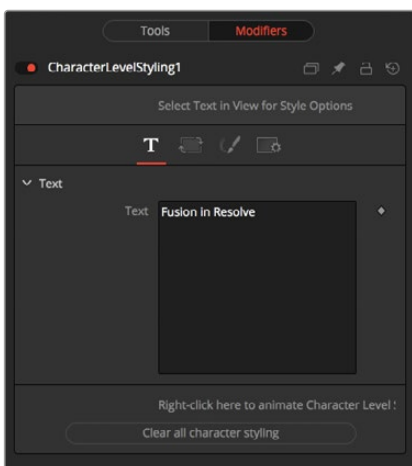 Tools Modifiers
CharacterLevelStyling1
Select Text in View for Style Options
T
Text
Text Fusion in Resolve
Right-click here to animate Character Level
Clear all character styling